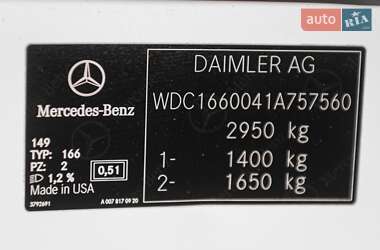 auto RIA
DAIMLER AG
Mercedes-Benz
WDC1660041A757560
2950 kg
1- 1400 kg
2- 1650 kg
149
TYP: 166
PZ: 2
1,2 %
0,51
Made in USA
3792691
A 007 817 09 20